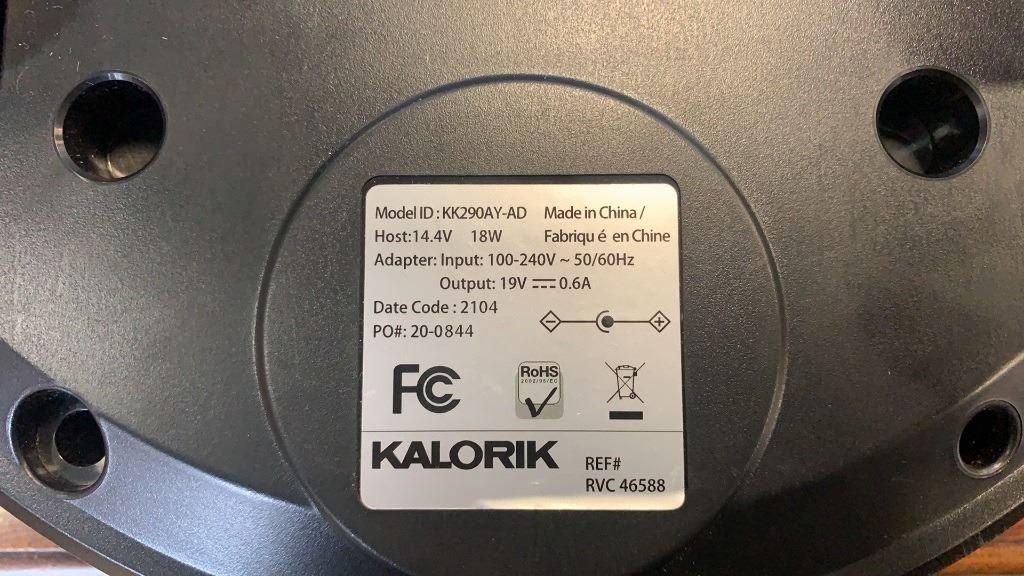 Model ID : KK290AY-AD Made in China /
Host:14.4V 18W Fabriqu é en Chine
Adapter: Input: 100-240V ~ 50/60Hz
Output: 19V ⎓ 0.6A
Date Code : 2104
PO#: 20-0844
FC
RoHS
2002/95/EC
KALORIK
REF#
RVC 46588